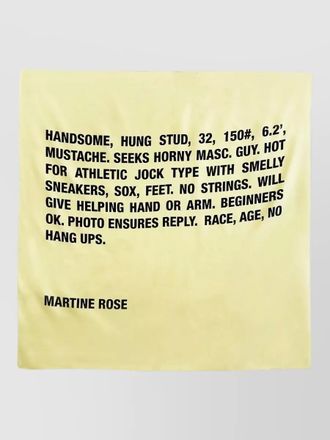 HANDSOME, HUNG STUD, 32, 150#, 6.2',
MUSTACHE. SEEKS HORNY MASC. GUY. HOT
FOR ATHLETIC JOCK TYPE WITH SMELLY
SNEAKERS, SOX, FEET. NO STRINGS. WILL
GIVE HELPING HAND OR ARM. BEGINNERS
OK. PHOTO ENSURES REPLY. RACE, AGE, NO
HANG UPS.
MARTINE ROSE